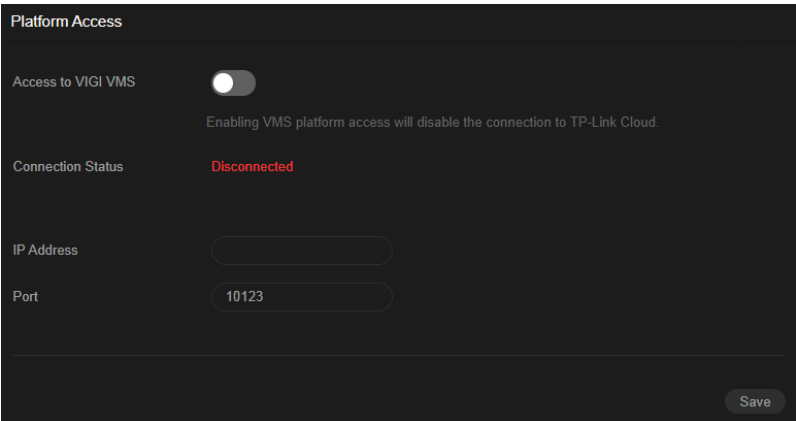 Platform Access
Access to VIGI VMS
Enabling VMS platform access will disable the connection to TP-Link Cloud.
Connection Status Disconnected
IP Address
Port 10123
Save